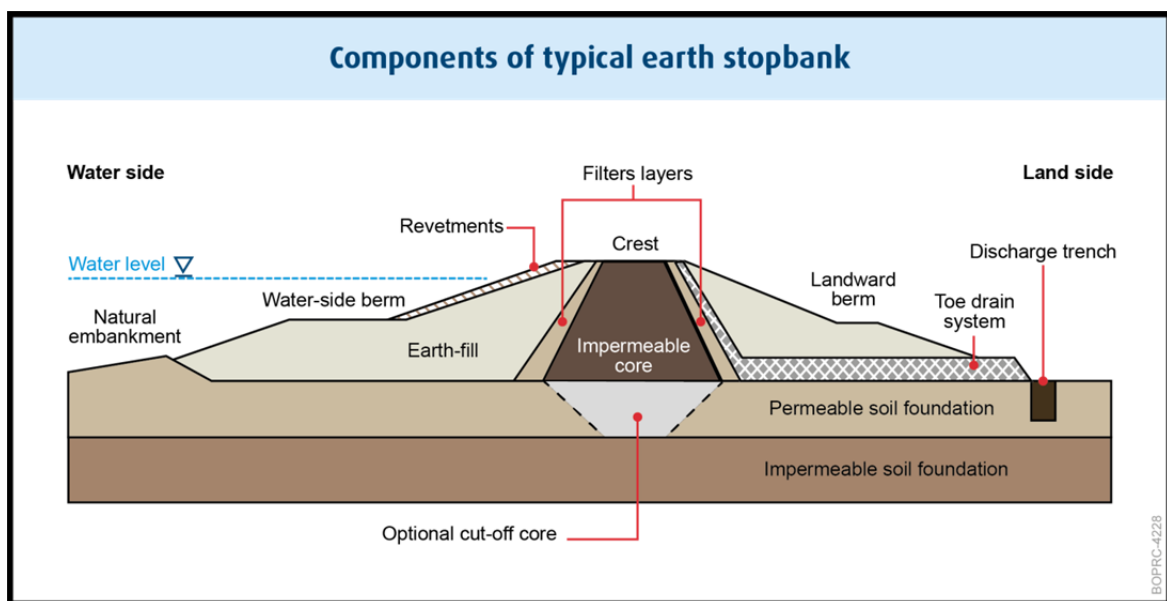 Components of typical earth stopbank
Water side
Filters layers
Land side
Revetments
Crest
Discharge trench
Water level
Water-side berm
Landward
berm
Toe drain
system
Natural
embankment
Earth-fill
Impermeable
core
Permeable soil foundation
Impermeable soil foundation
Optional cut-off core
BOPRC-4228